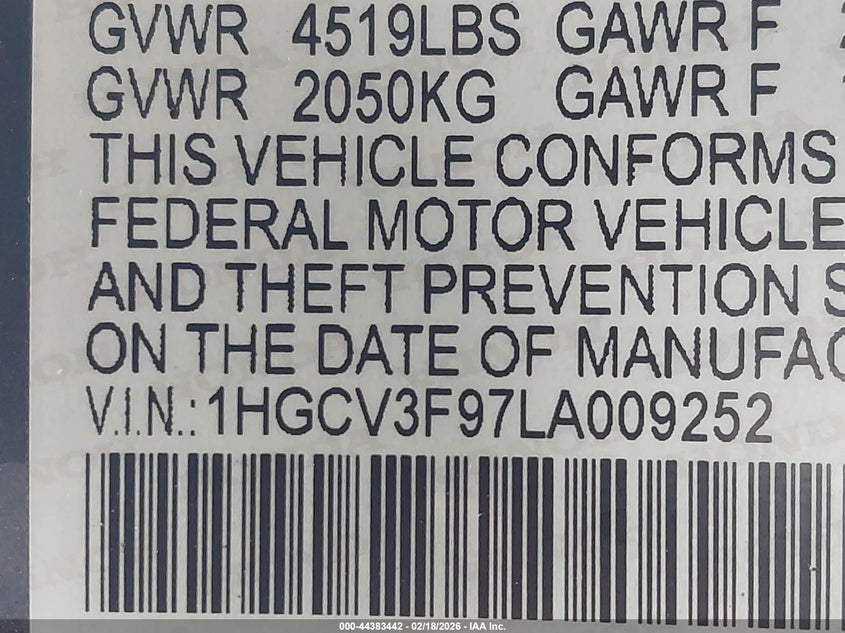 GVWR 4519LBS GAWR F
GVWR 2050KG GAWR F
THIS VEHICLE CONFORMS
FEDERAL MOTOR VEHICLE
AND THEFT PREVENTION S
ON THE DATE OF MANUFAC
V.I.N.: 1HGCV3F97LA009252
000-44383442 - 02/18/2026 - IAA Inc.